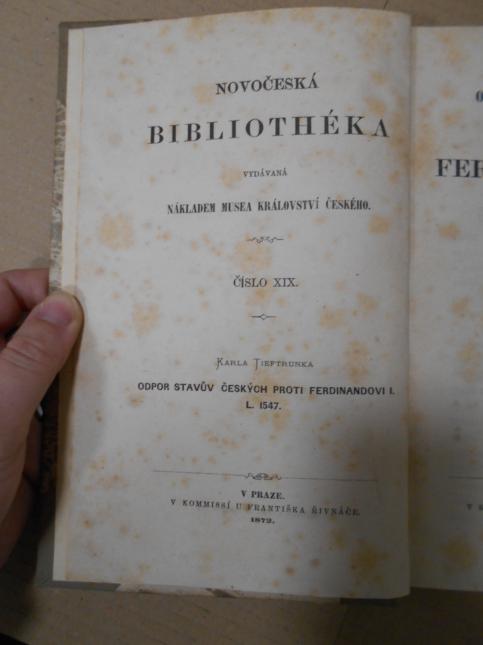 NOVOČESKÁ
BIBLIOTHÉKA
VYDÁVANÁ
NÁKLADEM MUSEA KRÁLOVSTVÍ ČESKÉHO.
ČÍSLO XIX.
KARLA TIEFTRUNKA
ODPOR STAVŮV ČESKÝCH PROTI FERDINANDOVI I.
L. 1547.
V PRAZE.
V KOMMISSÍ U FRANTIŠKA ŘIVNÁČE.
1872.
O
FER
V